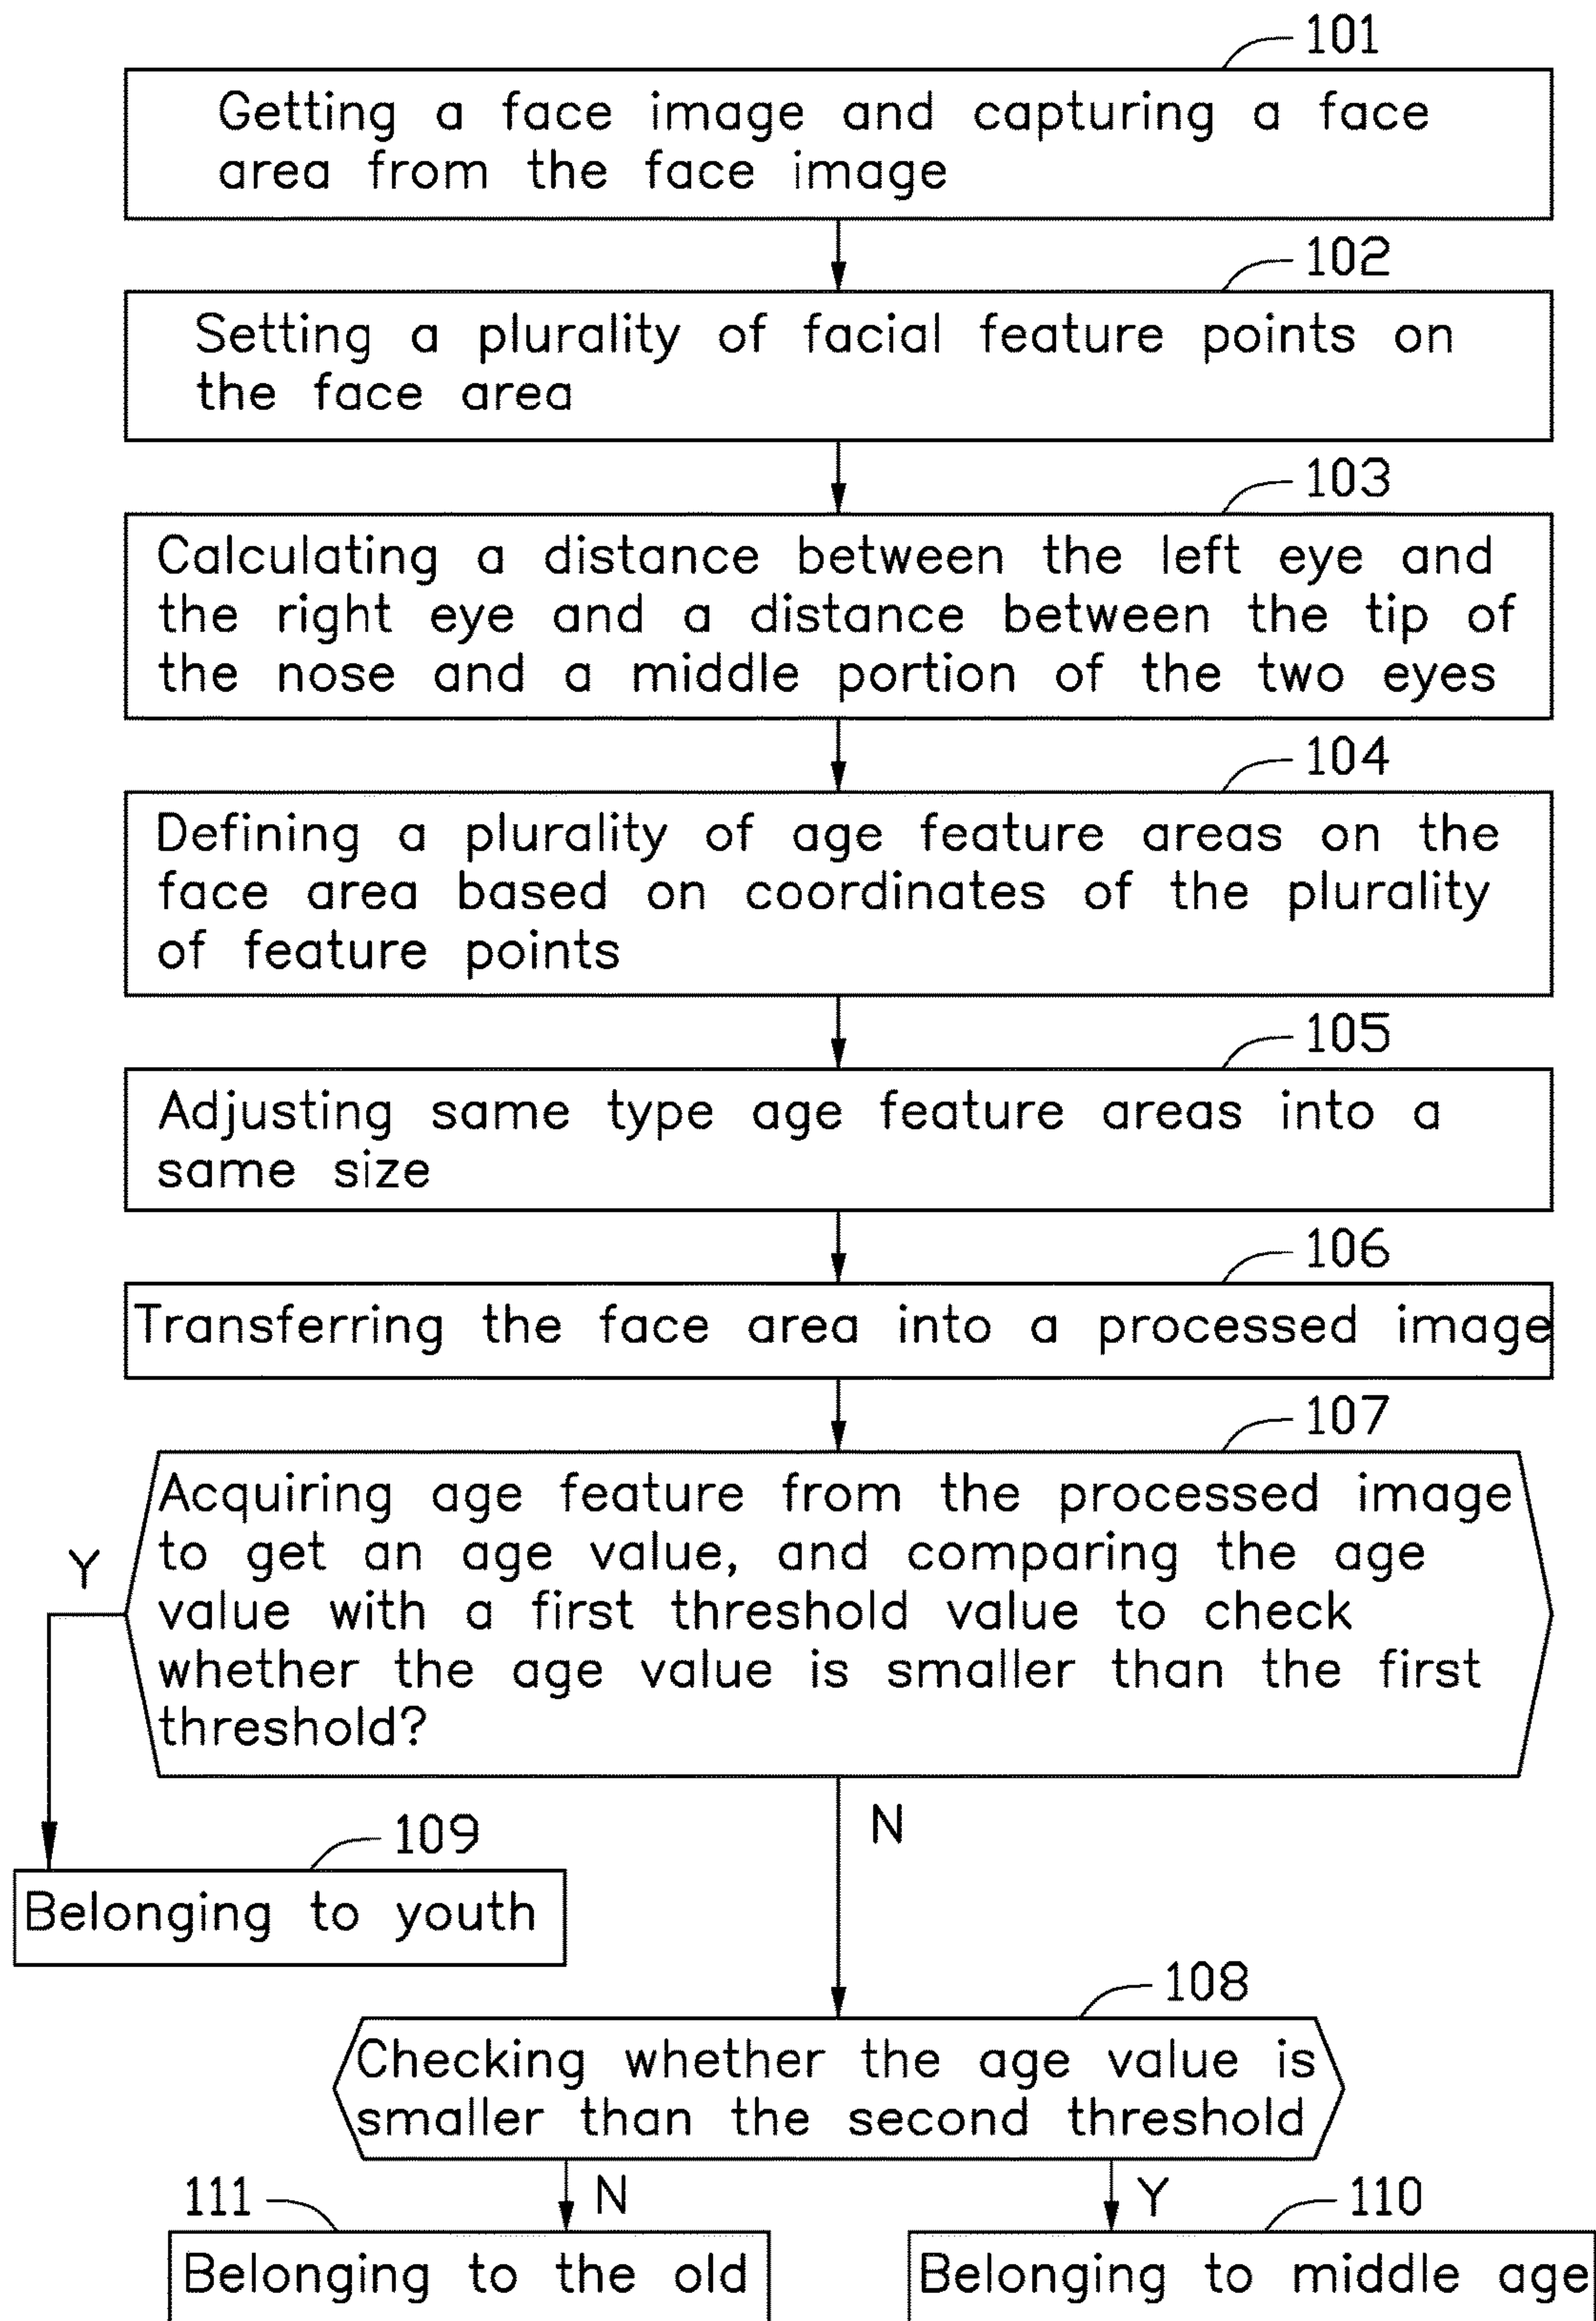 101
Getting a face image and capturing a face
area from the face image
102
Setting a plurality of facial feature points on
the face area
103
Calculating a distance between the left eye and
the right eye and a distance between the tip of
the nose and a middle portion of the two eyes
104
Defining a plurality of age feature areas on the
face area based on coordinates of the plurality
of feature points
105
Adjusting same type age feature areas into a
same size
106
Transferring the face area into a processed image
107
Acquiring age feature from the processed image
to get an age value, and comparing the age
value with a first threshold value to check
whether the age value is smaller than the first
threshold?
Y
N
109
Belonging to youth
108
Checking whether the age value is
smaller than the second threshold
N
Y
111
Belonging to the old
110
Belonging to middle age